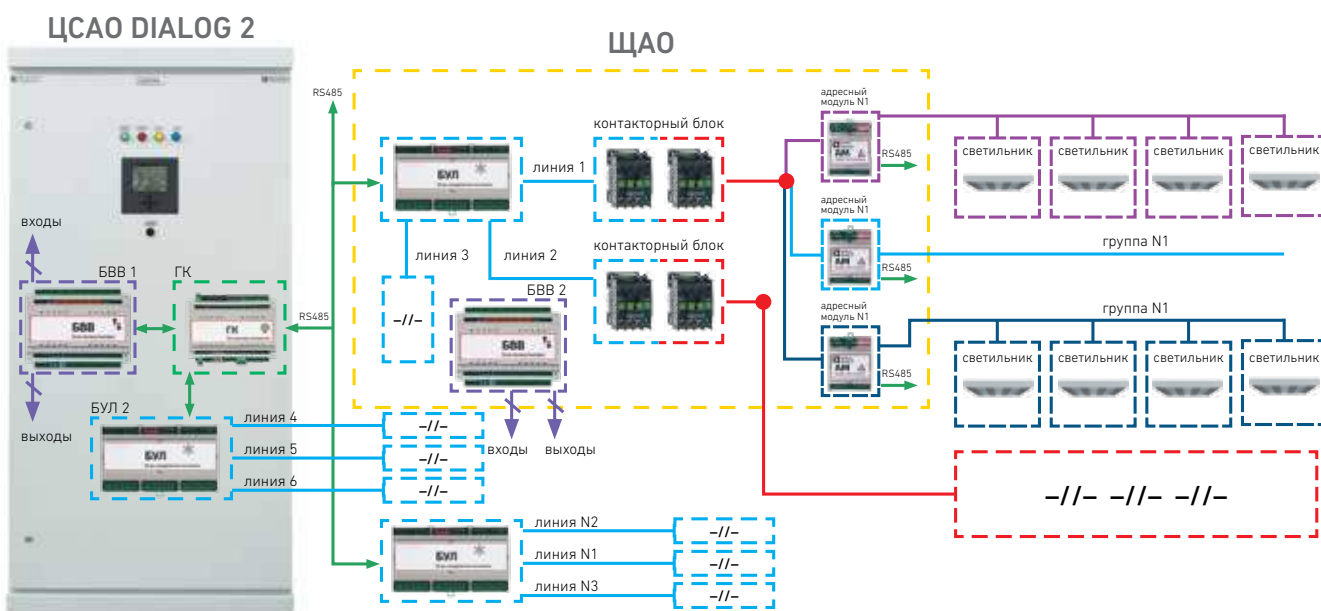 ЦСАО DIALOG 2
ЩАО
RS485
адресный
модуль N1
контакторный блок
БУЛ
линия 1
АМ
RS485
светильник
светильник
светильник
светильник
адресный
модуль N1
входы
линия 3
линия 2
контакторный блок
АМ
RS485
группа N1
БВВ 1
ГК
БВВ 2
RS485
адресный
модуль N1
группа N1
БВВ
ГК
–//–
БВВ
АМ
RS485
светильник
светильник
светильник
светильник
выходы
БУЛ 2
линия 4
–//–
БУЛ
линия 5
–//–
входы
выходы
линия 6
–//–
–//– –//– –//–
БУЛ
линия N2
–//–
линия N1
–//–
линия N3
–//–